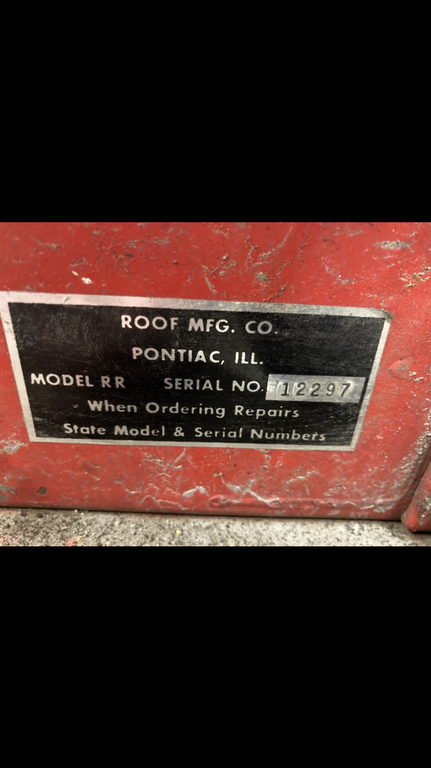 ROOF MFG. CO.
PONTIAC, ILL.
MODEL RR SERIAL NO. 12297
When Ordering Repairs
State Model & Serial Numbers